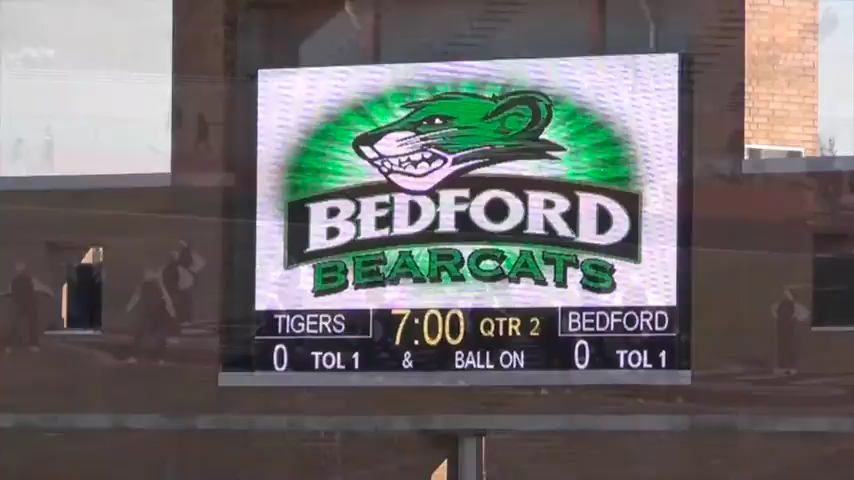 BEDFORD
BEARCATS
TIGERS 7:00 QTR 2 BEDFORD
0 TOL 1 & BALL ON 0 TOL 1